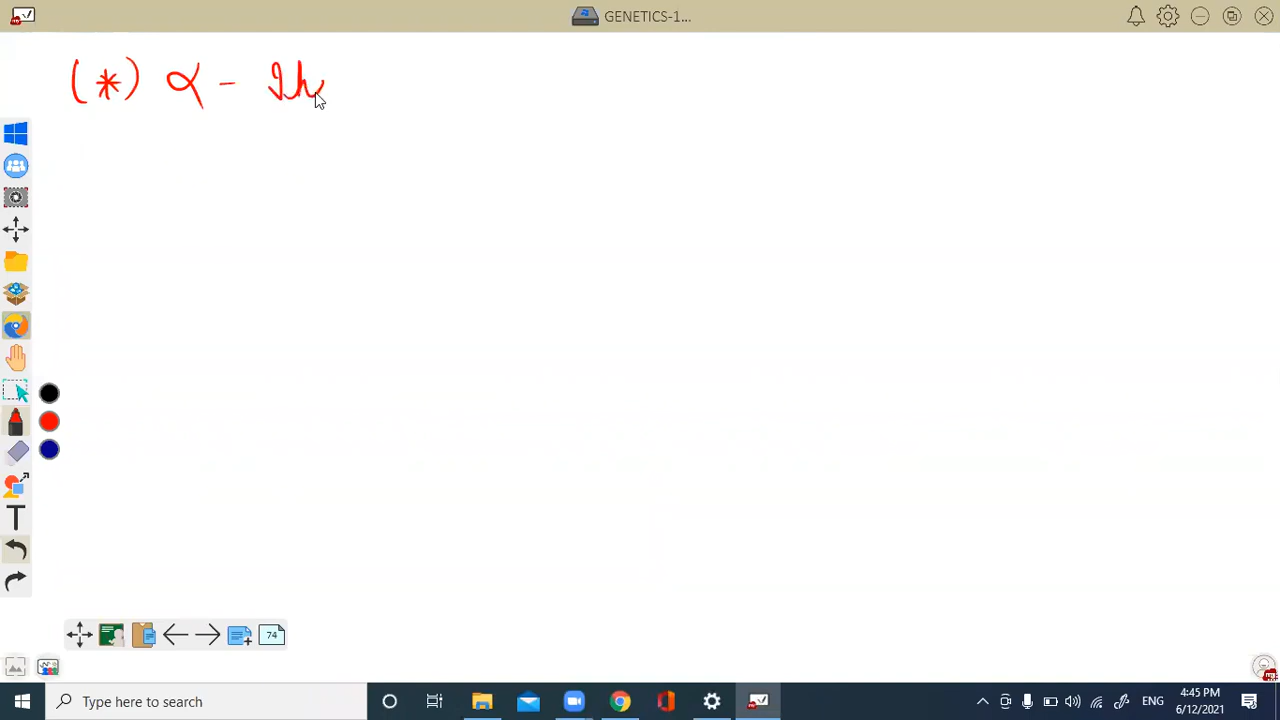 GENETICS-1...
(*) α - Th
T
74
Type here to search
ENG
4:45 PM
6/12/2021